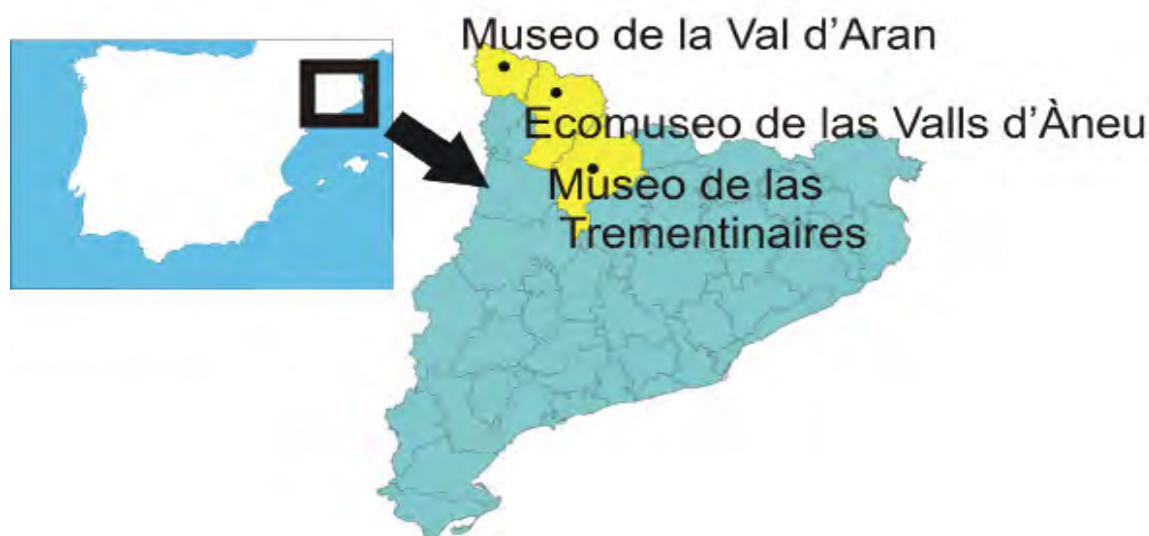 Museo de la Val d'Aran
Ecomuseo de las Valls d'Àneu
Museo de las
Trementinaires